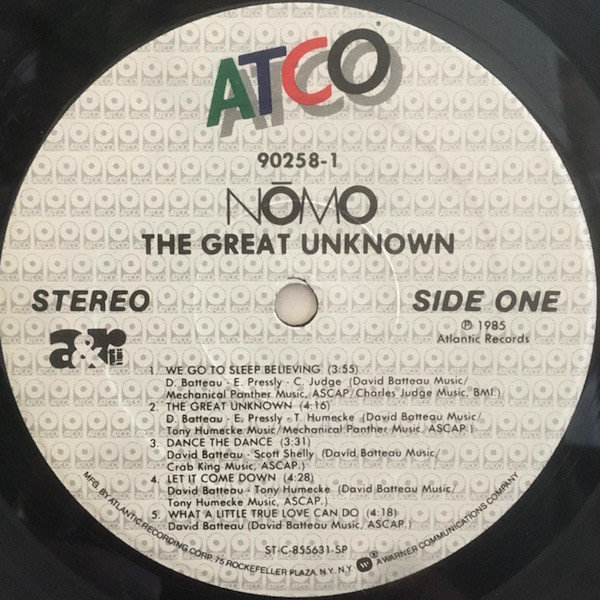 ATCO
90258-1
NŌMO
THE GREAT UNKNOWN
STEREO
SIDE ONE
a&r
℗ 1985
Atlantic Records
1. WE GO TO SLEEP BELIEVING (3:55)
D. Batteau - E. Pressly - C. Judge (David Batteau Music/
Mechanical Panther Music, ASCAP/Charles Judge Music, BMI.)
2. THE GREAT UNKNOWN (4:16)
D. Batteau - E. Pressly - T. Humecke (David Batteau Music/
Tony Humecke Music/Mechanical Panther Music, ASCAP.)
3. DANCE THE DANCE (3:31)
David Batteau - Scott Shelly (David Batteau Music/
Crab King Music, ASCAP.)
4. LET IT COME DOWN (4:28)
David Batteau - Tony Humecke (David Batteau Music/
Tony Humecke Music, ASCAP.)
5. WHAT A LITTLE TRUE LOVE CAN DO (4:18)
David Batteau (David Batteau Music, ASCAP.)
ST-C-855631-SP
MFG. BY ATLANTIC RECORDING CORP., 75 ROCKEFELLER PLAZA, N.Y. N.Y. ® A WARNER COMMUNICATIONS COMPANY